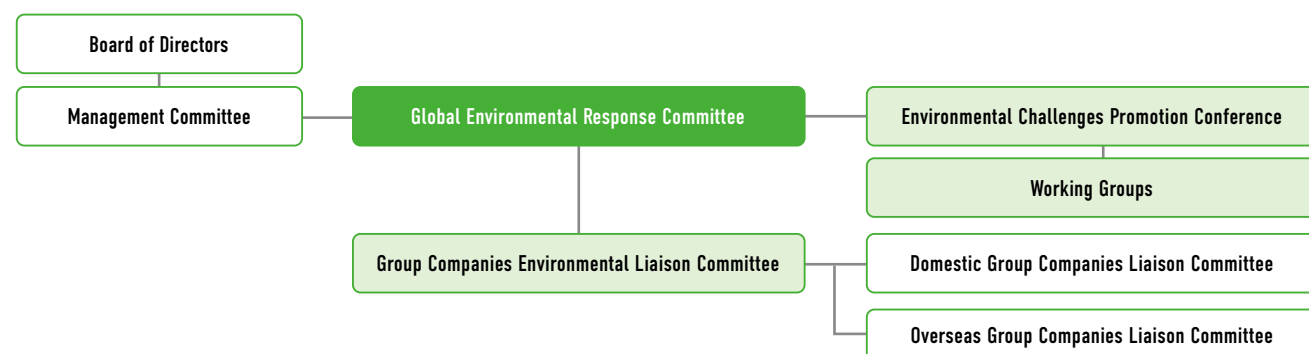 Board of Directors
Management Committee
Global Environmental Response Committee
Environmental Challenges Promotion Conference
Working Groups
Group Companies Environmental Liaison Committee
Domestic Group Companies Liaison Committee
Overseas Group Companies Liaison Committee